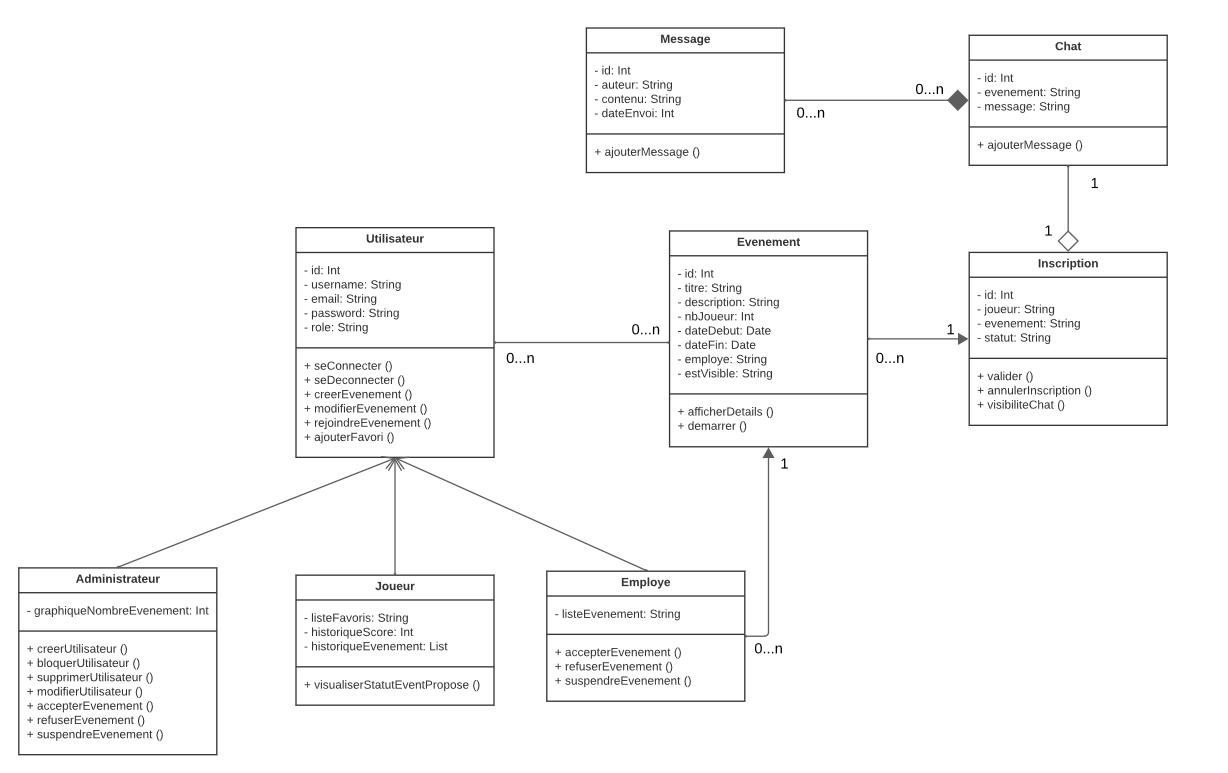 Message
- id: Int
- auteur: String
- contenu: String
- dateEnvoi: Int
+ ajouterMessage ()
0...n
0...n
Chat
- id: Int
- evenement: String
- message: String
+ ajouterMessage ()
1
1
Utilisateur
- id: Int
- username: String
- email: String
- password: String
- role: String
+ seConnecter ()
+ seDeconnecter ()
+ creerEvenement ()
+ modifierEvenement ()
+ rejoindreEvenement ()
+ ajouterFavori ()
0...n
0...n
Evenement
- id: Int
- titre: String
- description: String
- nbJoueur: Int
- dateDebut: Date
- dateFin: Date
- employe: String
- estVisible: String
+ afficherDetails ()
+ demarrer ()
1
0...n
Inscription
- id: Int
- joueur: String
- evenement: String
- statut: String
+ valider ()
+ annulerInscription ()
+ visibiliteChat ()
1
Administrateur
- graphiqueNombreEvenement: Int
+ creerUtilisateur ()
+ bloquerUtilisateur ()
+ supprimerUtilisateur ()
+ modifierUtilisateur ()
+ accepterEvenement ()
+ refuserEvenement ()
+ suspendreEvenement ()
Joueur
- listeFavoris: String
- historiqueScore: Int
- historiqueEvenement: List
+ visualiserStatutEventPropose ()
Employe
- listeEvenement: String
+ accepterEvenement ()
+ refuserEvenement ()
+ suspendreEvenement ()
0...n